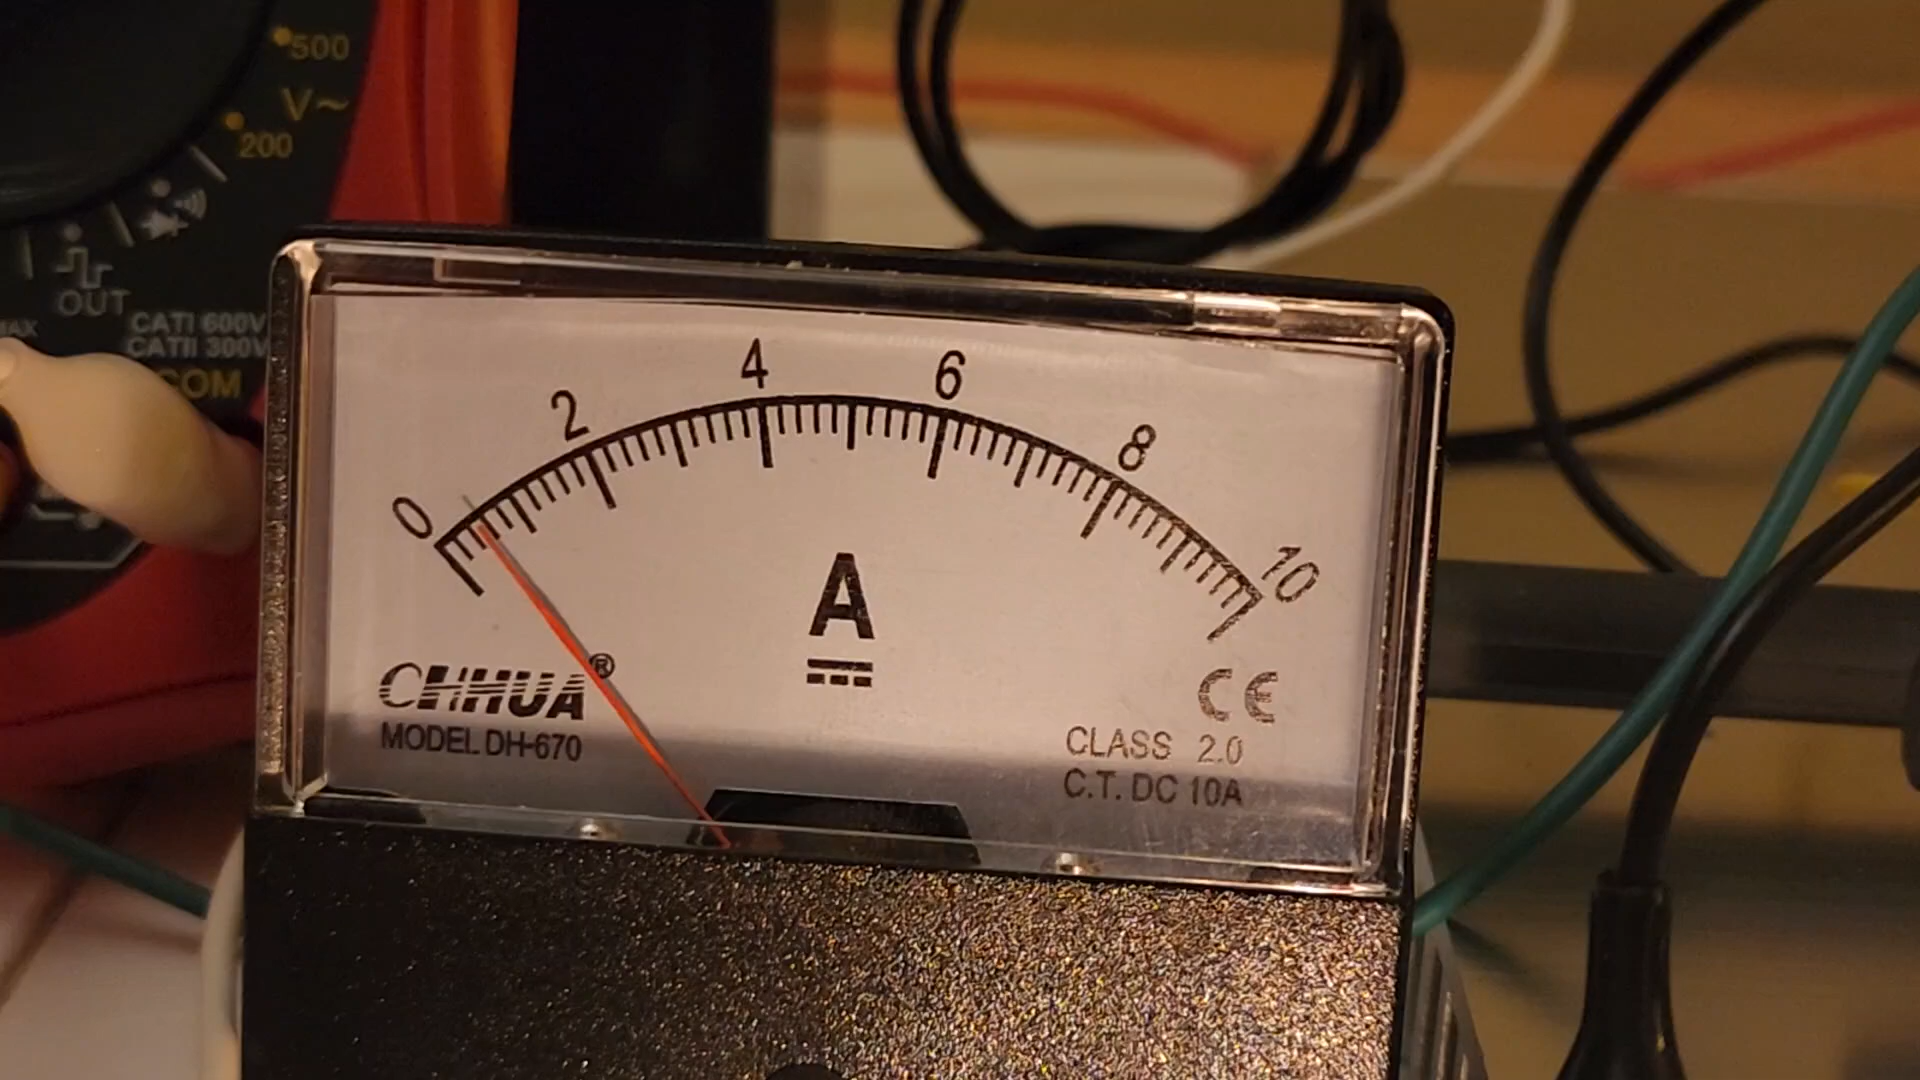 500
V~
200
OUT
MAX
CATI 600V
CATII 300V
COM
0 2 4 6 8 10
A
CHHUA®
MODEL DH-670
CE
CLASS 2.0
C.T. DC 10A